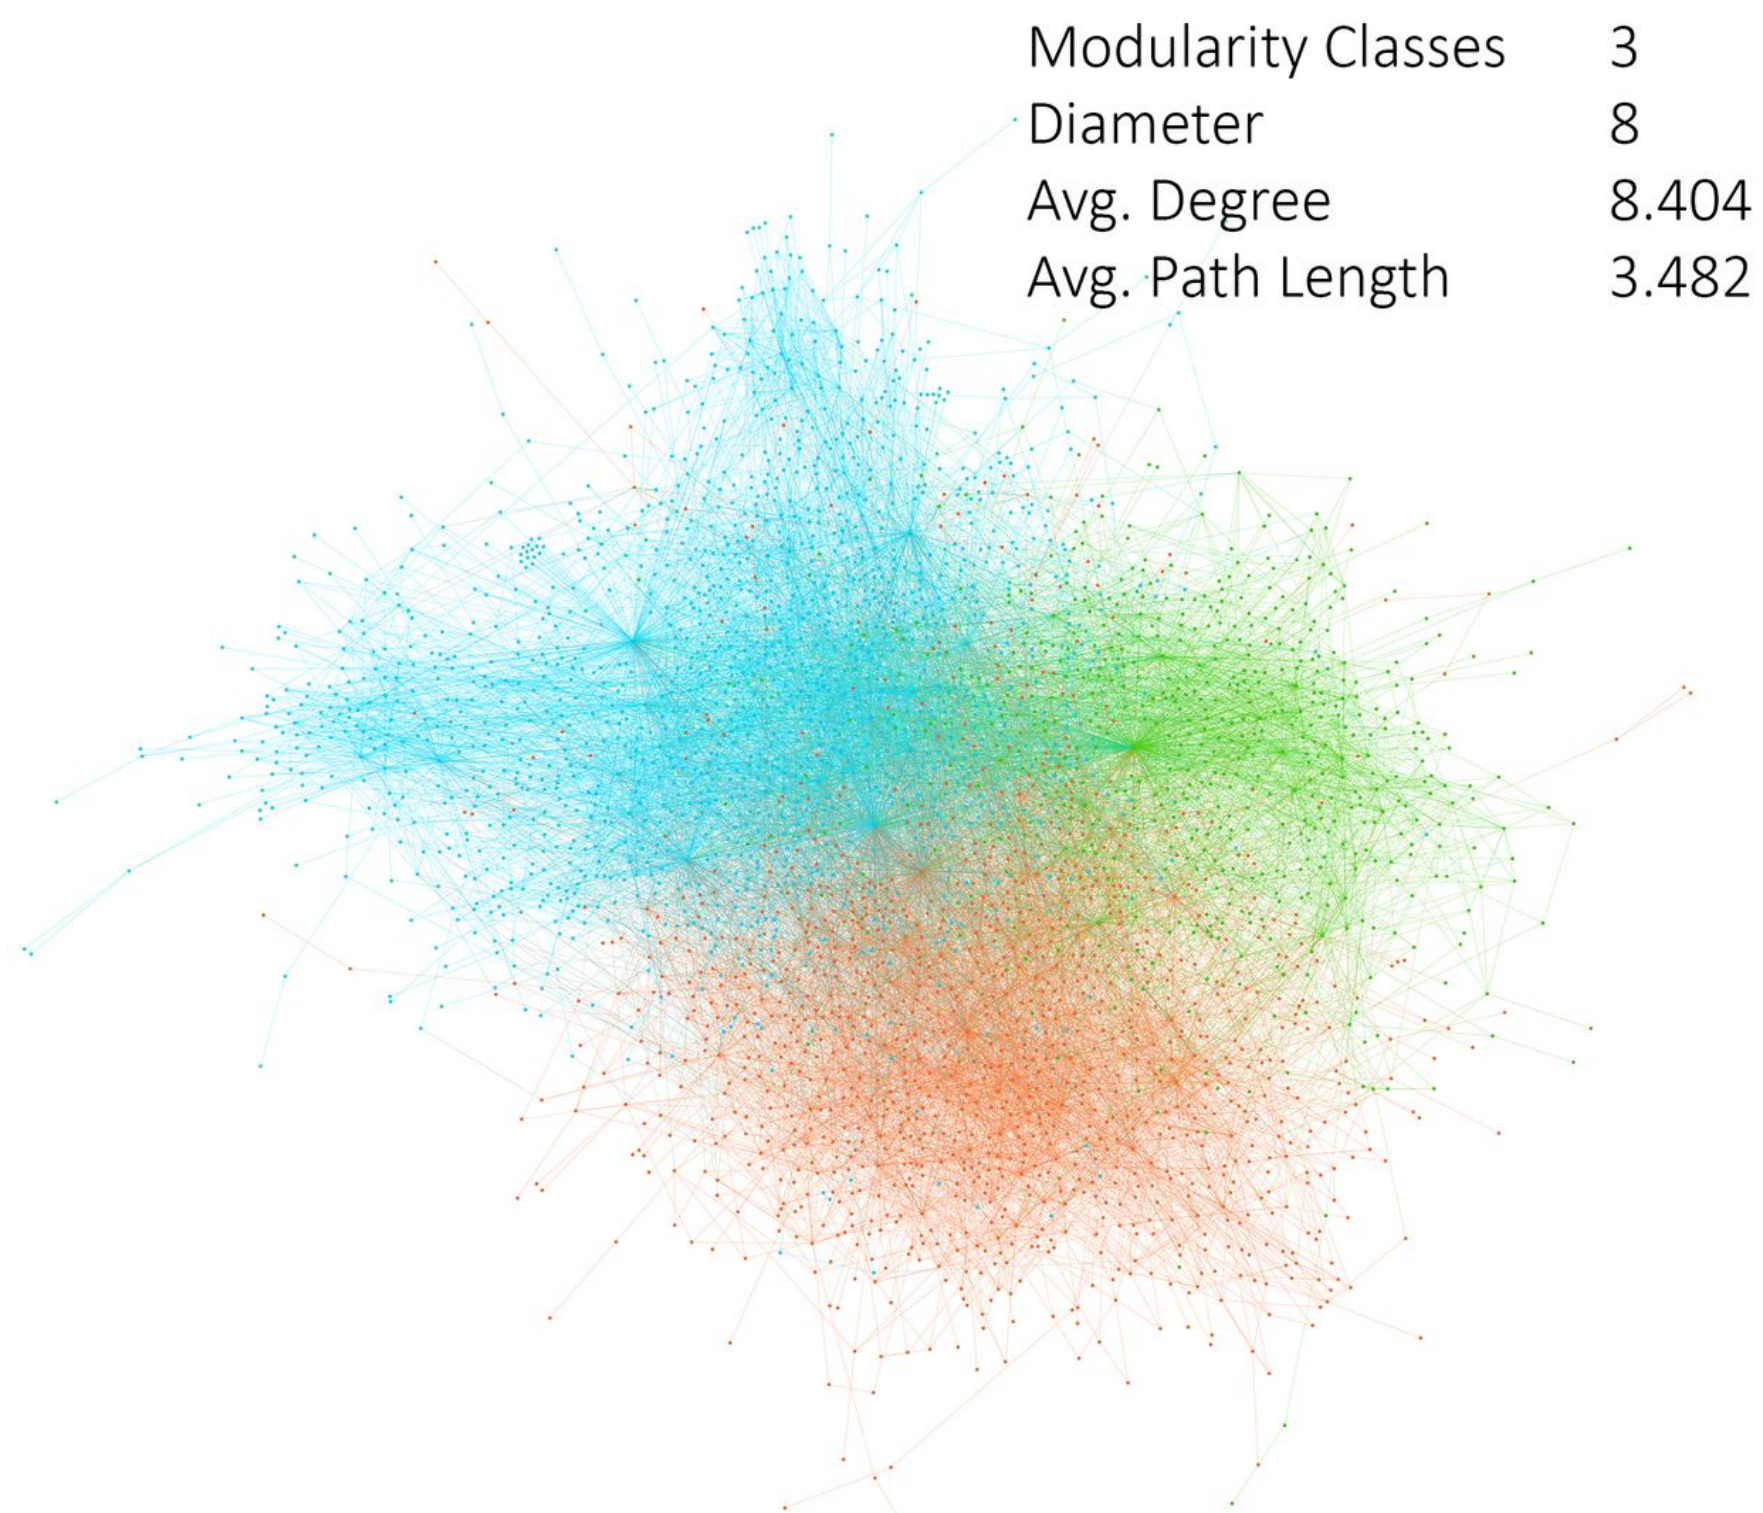 Modularity Classes 3
Diameter 8
Avg. Degree 8.404
Avg. Path Length 3.482